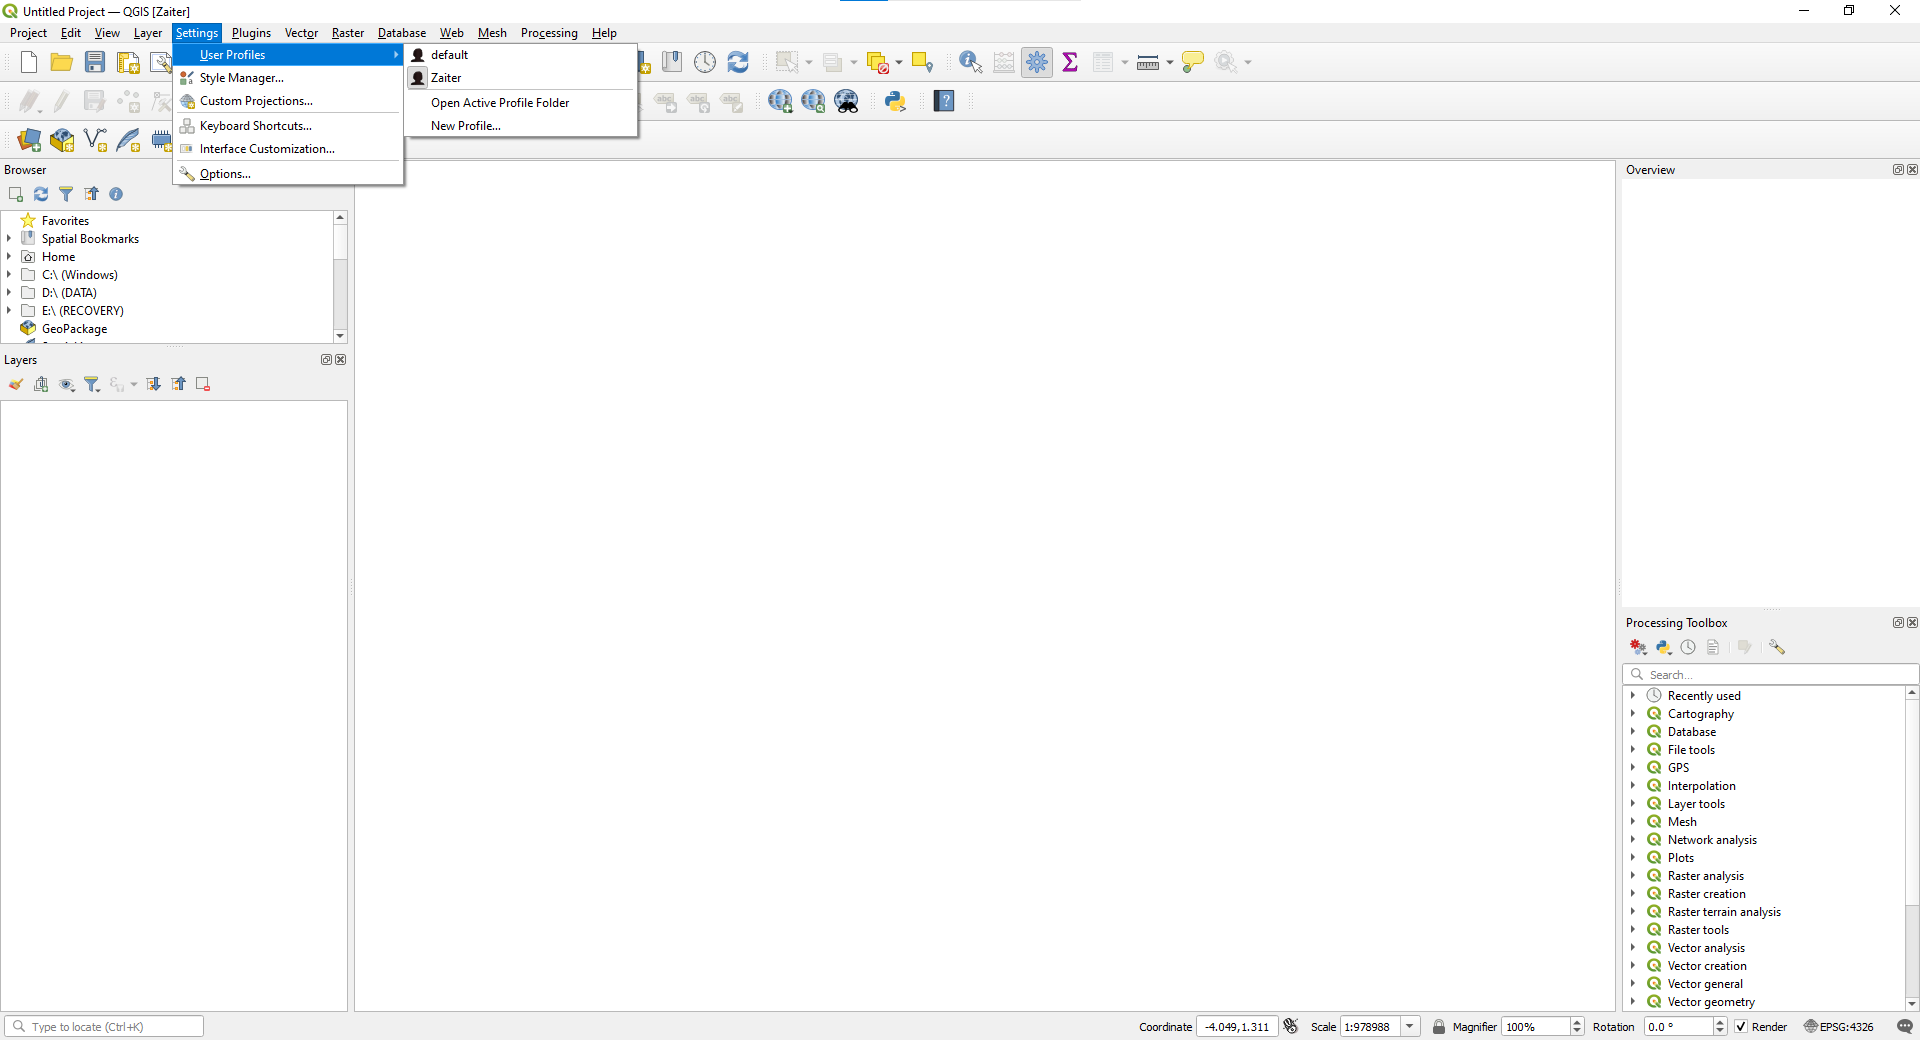 Untitled Project — QGIS [Zaiter]
Project Edit View Layer Settings Plugins Vector Raster Database Web Mesh Processing Help
User Profiles
Style Manager...
Custom Projections...
Keyboard Shortcuts...
Interface Customization...
Options...
default
Zaiter
Open Active Profile Folder
New Profile...
Browser
Favorites
Spatial Bookmarks
Home
C:\ (Windows)
D:\ (DATA)
E:\ (RECOVERY)
GeoPackage
Layers
Overview
Processing Toolbox
Search...
Recently used
Cartography
Database
File tools
GPS
Interpolation
Layer tools
Mesh
Network analysis
Plots
Raster analysis
Raster creation
Raster terrain analysis
Raster tools
Vector analysis
Vector creation
Vector general
Vector geometry
Type to locate (Ctrl+K)
Coordinate -4.049,1.311 Scale 1:978988 Magnifier 100% Rotation 0.0 ° Render EPSG:4326